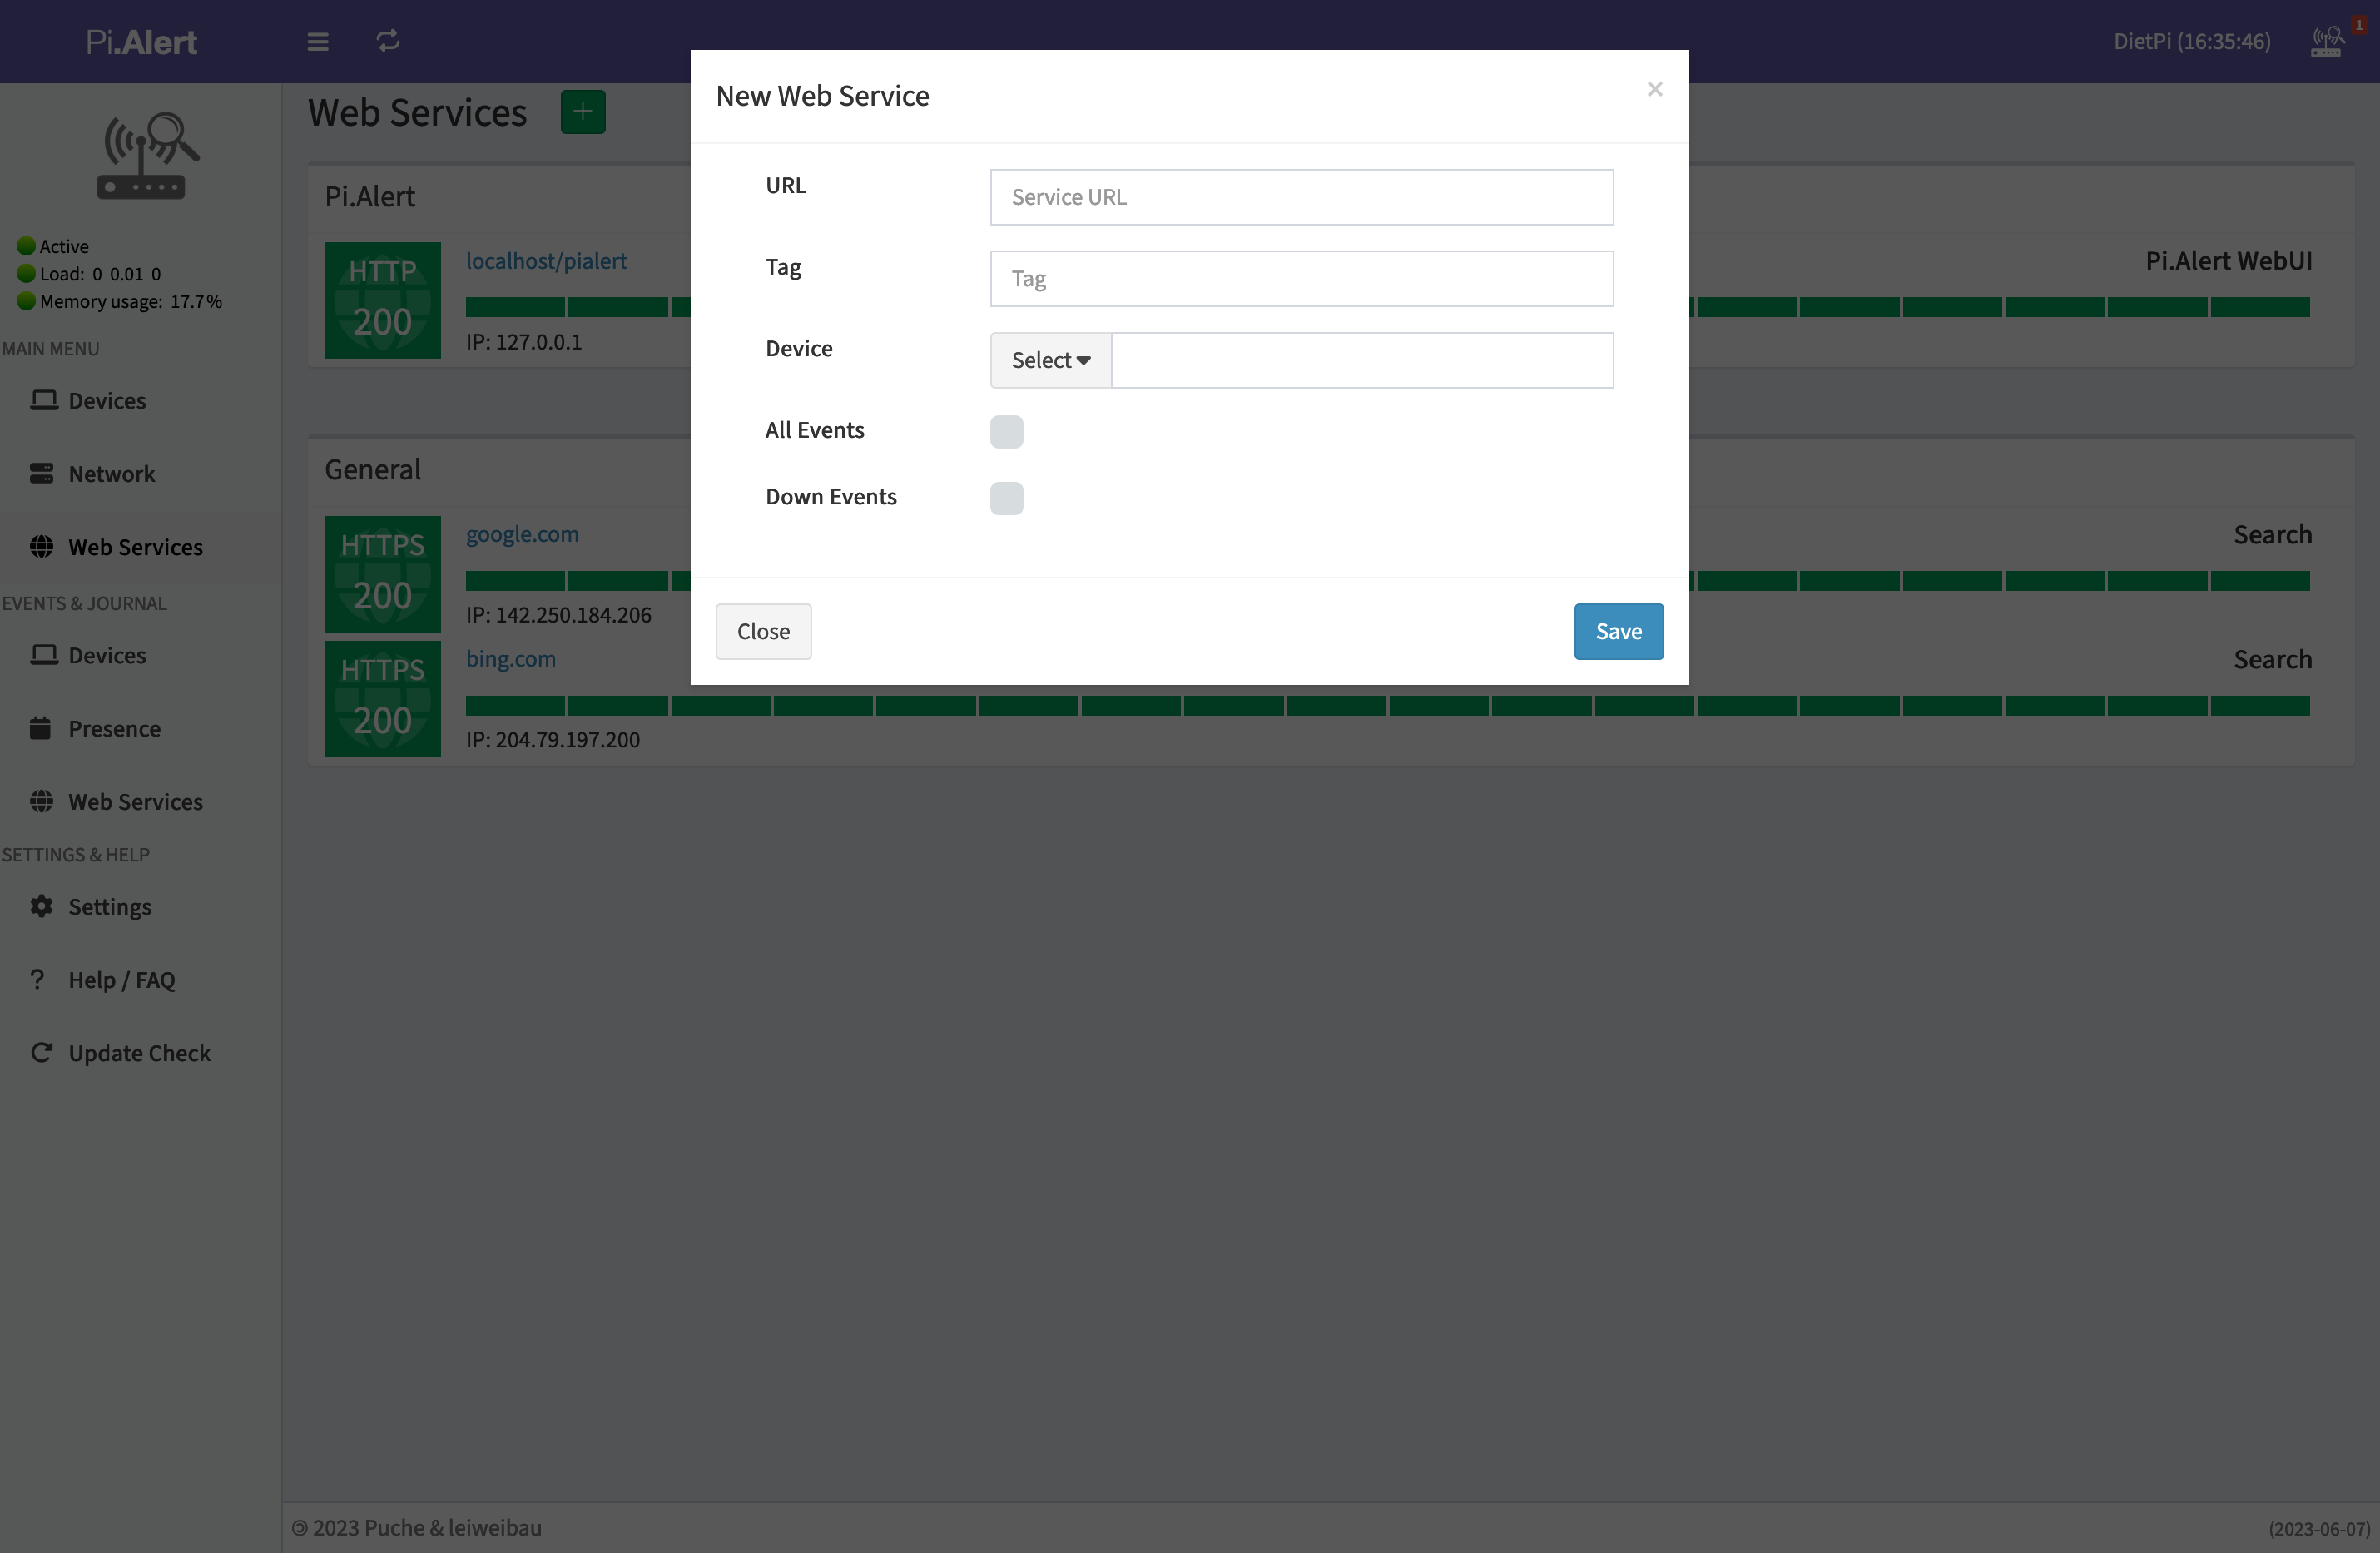 Pi.Alert
DietPi (16:35:46)
1
Active
Load: 0 0.01 0
Memory usage: 17.7%
MAIN MENU
Devices
Network
Web Services
EVENTS & JOURNAL
Devices
Presence
Web Services
SETTINGS & HELP
Settings
Help / FAQ
Update Check
Web Services
Pi.Alert
HTTP
200
localhost/pialert
Pi.Alert WebUI
IP: 127.0.0.1
General
HTTPS
200
google.com
Search
IP: 142.250.184.206
HTTPS
200
bing.com
Search
IP: 204.79.197.200
New Web Service
×
URL
Service URL
Tag
Tag
Device
Select
All Events
Down Events
Close
Save
© 2023 Puche & leiweibau
(2023-06-07)